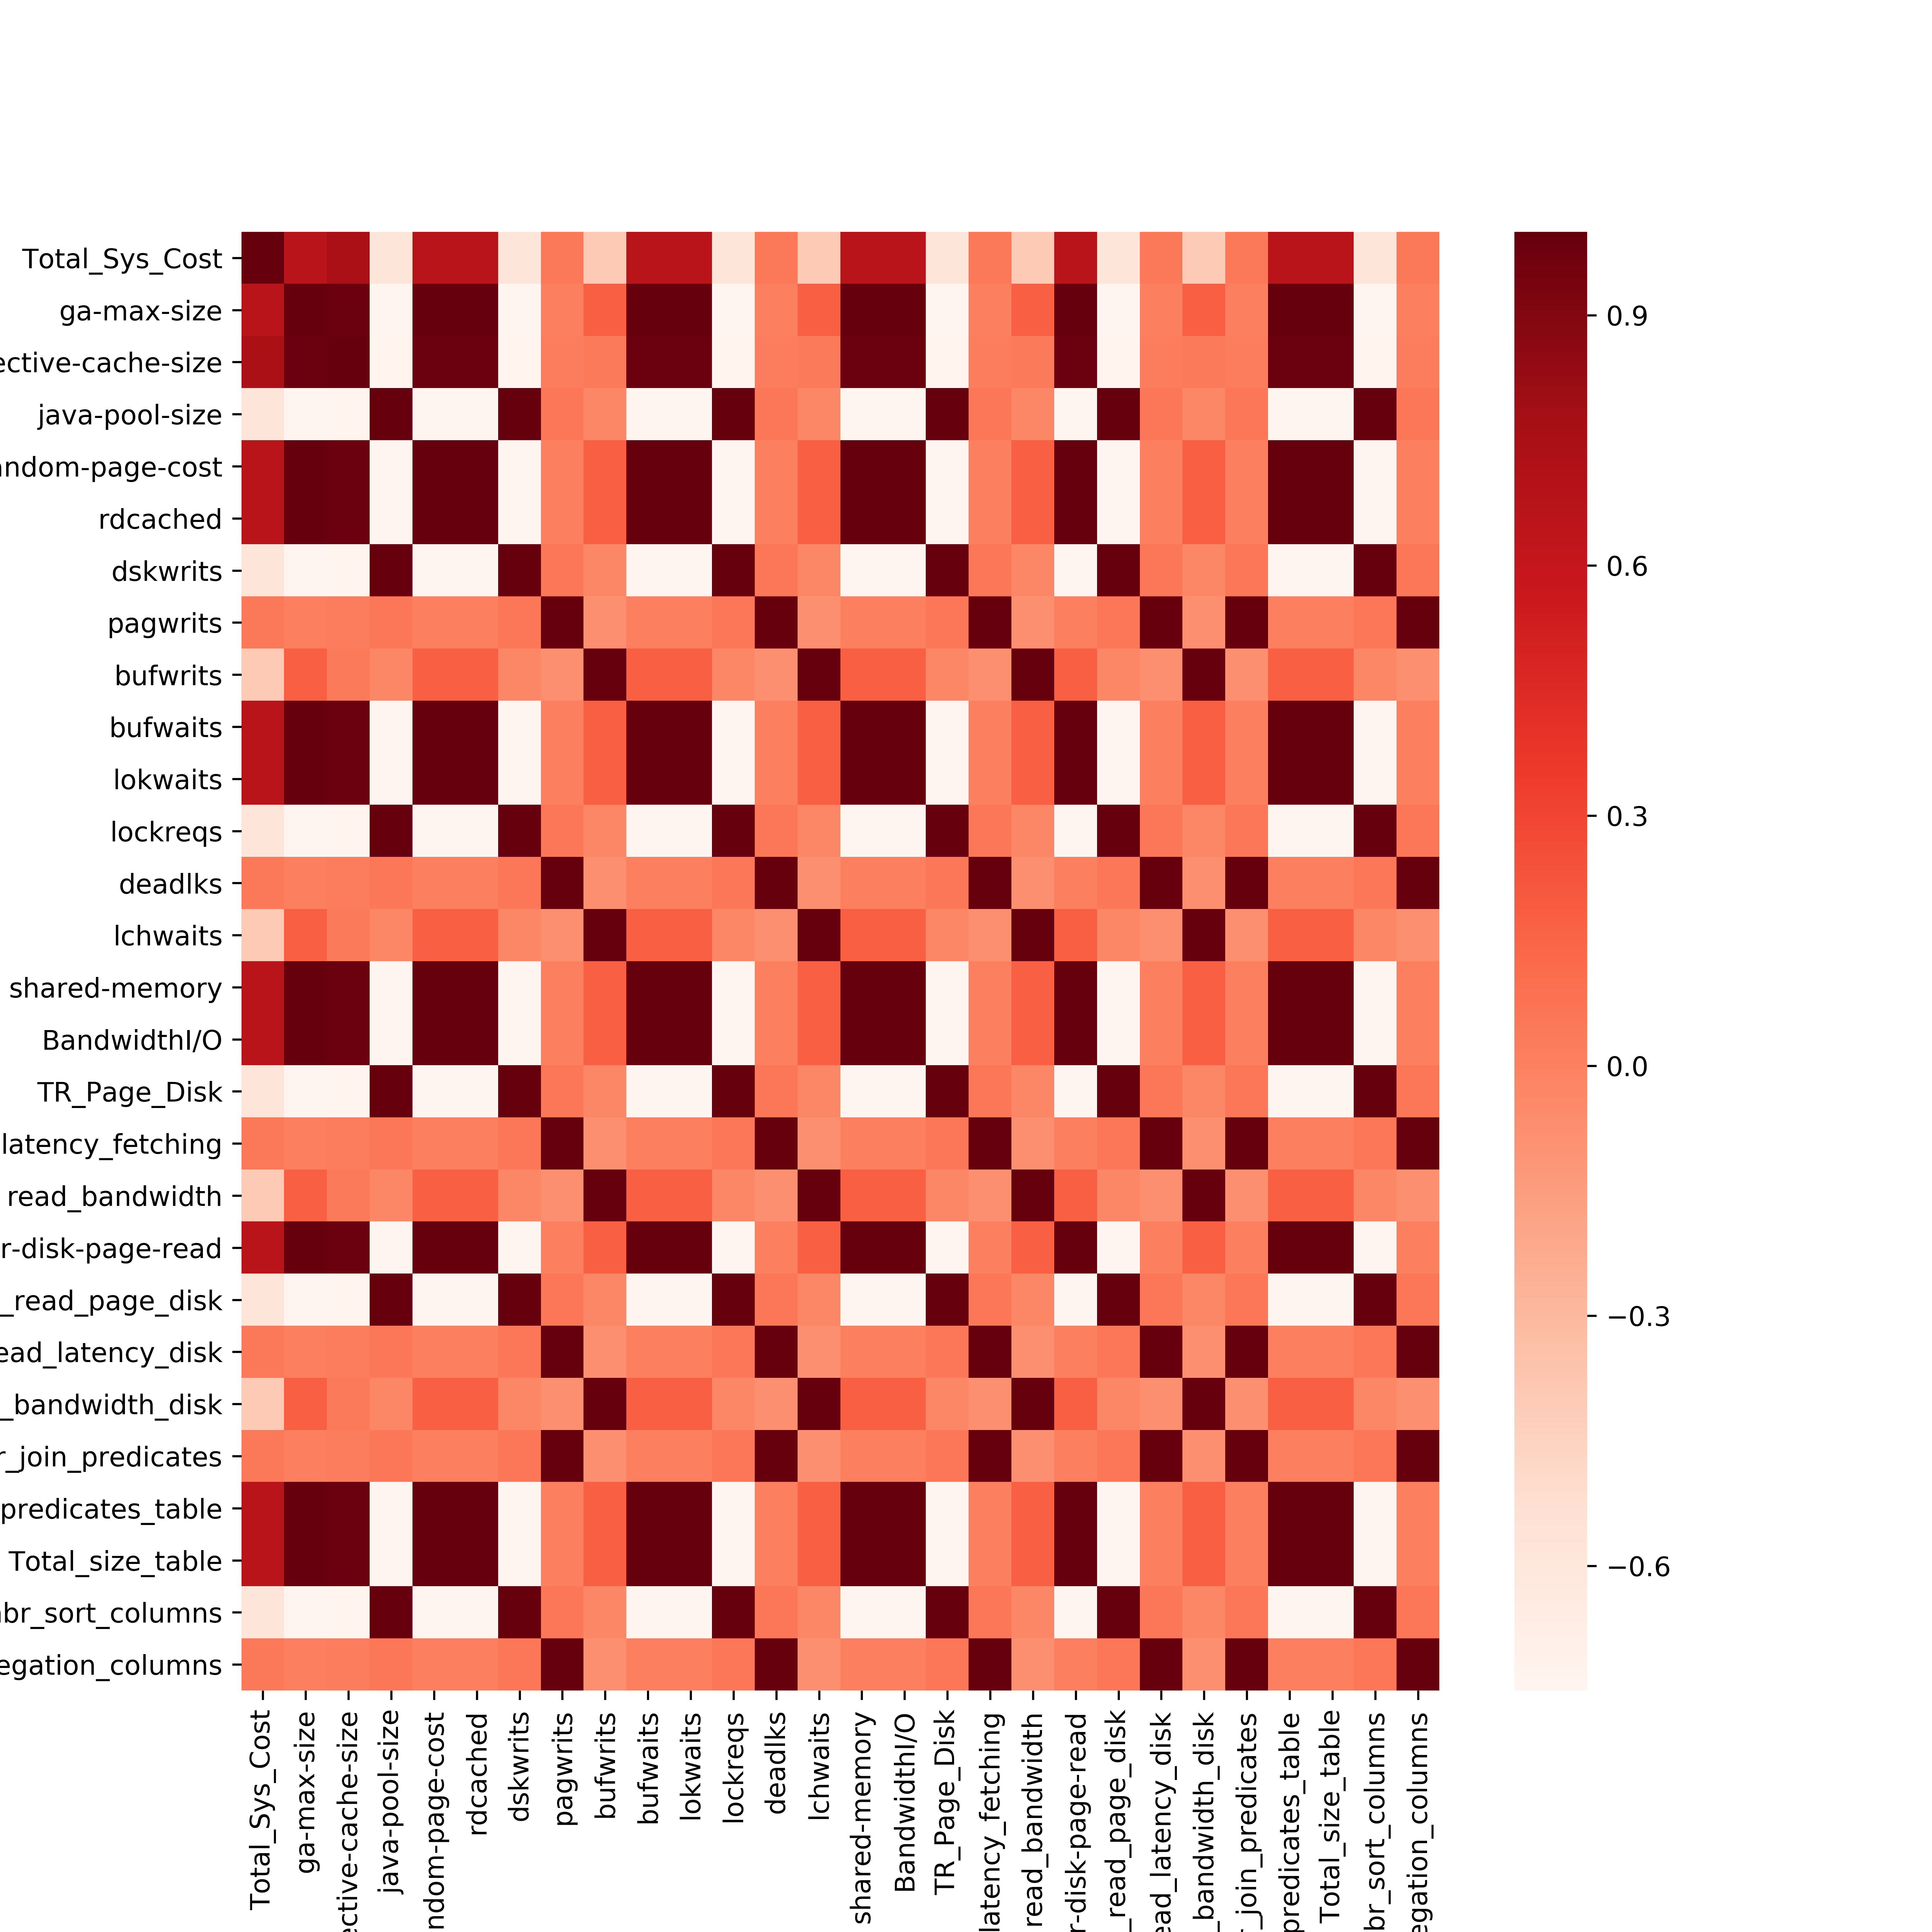 Total_Sys_Cost
ga-max-size
ective-cache-size
java-pool-size
andom-page-cost
rdcached
dskwrits
pagwrits
bufwrits
bufwaits
lokwaits
lockreqs
deadlks
lchwaits
shared-memory
BandwidthI/O
TR_Page_Disk
latency_fetching
read_bandwidth
r-disk-page-read
_read_page_disk
ead_latency_disk
_bandwidth_disk
r_join_predicates
predicates_table
Total_size_table
br_sort_columns
egation_columns
0.9
0.6
0.3
0.0
−0.3
−0.6
Total_Sys_Cost
ga-max-size
ective-cache-size
java-pool-size
ndom-page-cost
rdcached
dskwrits
pagwrits
bufwrits
bufwaits
lokwaits
lockreqs
deadlks
lchwaits
shared-memory
BandwidthI/O
TR_Page_Disk
latency_fetching
read_bandwidth
r-disk-page-read
_read_page_disk
ead_latency_disk
_bandwidth_disk
_join_predicates
predicates_table
Total_size_table
br_sort_columns
egation_columns